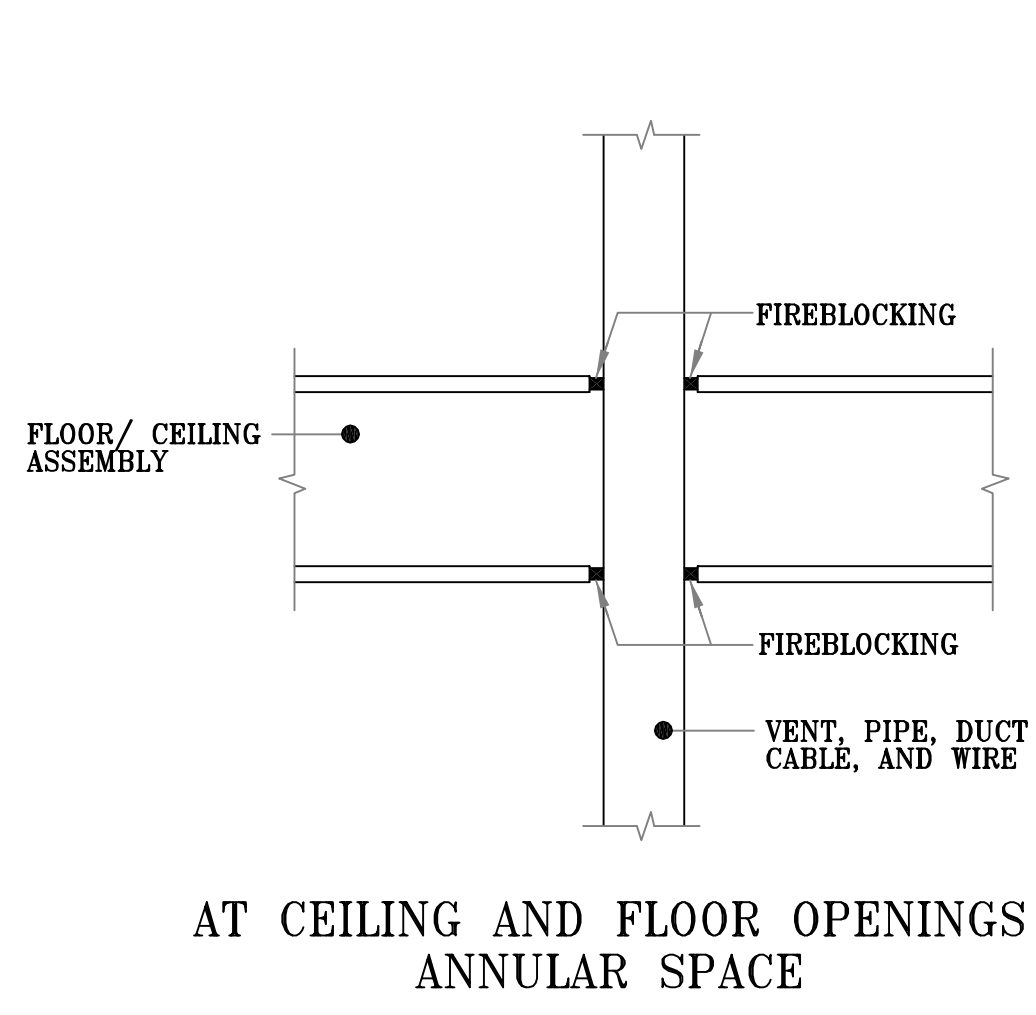 FIREBLOCKING
FLOOR/ CEILING
ASSEMBLY
FIREBLOCKING
VENT, PIPE, DUCT
CABLE, AND WIRE
AT CEILING AND FLOOR OPENINGS
ANNULAR SPACE